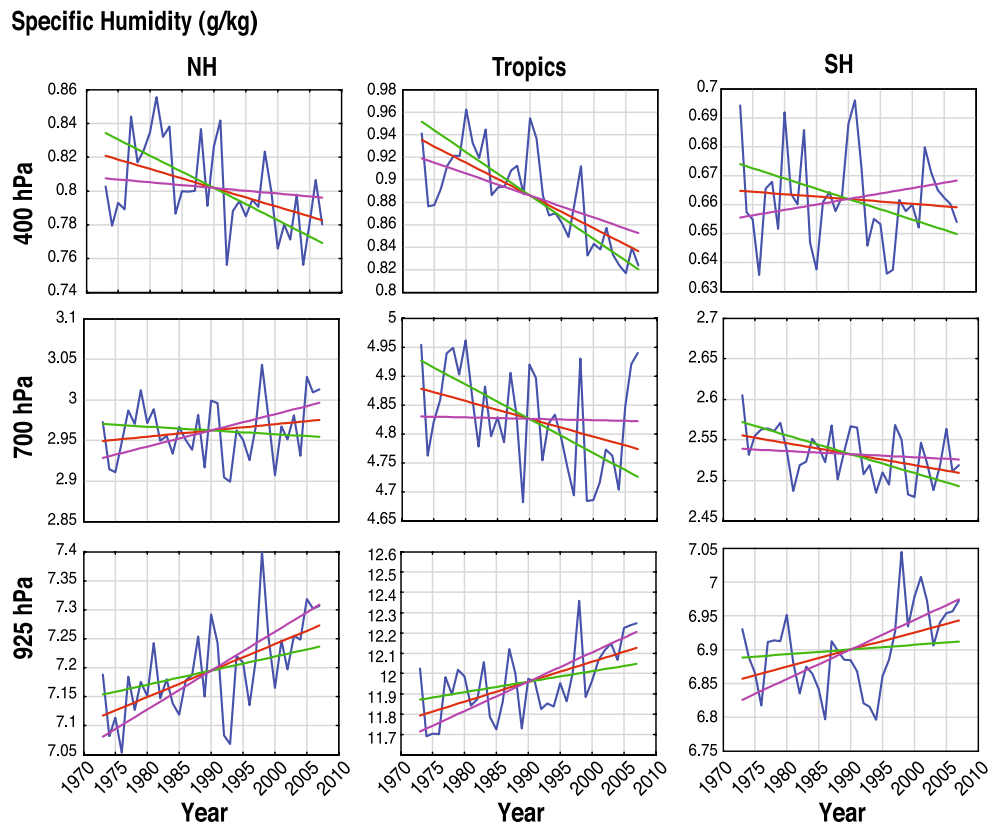 Specific Humidity (g/kg)
NH Tropics SH
400 hPa
0.86 0.84 0.82 0.8 0.78 0.76 0.74
0.98 0.94 0.92 0.9 0.88 0.86 0.84 0.82 0.8
0.7 0.69 0.68 0.67 0.66 0.65 0.64 0.63
700 hPa
3.1 3.05 3 2.95 2.9 2.85
5 4.95 4.9 4.85 4.8 4.75 4.7 4.65
2.7 2.65 2.6 2.55 2.5 2.45
925 hPa
7.4 7.35 7.3 7.25 7.2 7.15 7.1 7.05
12.6 12.5 12.4 12.3 12.2 12.1 12 11.9 11.8 11.7
7.05 7 6.95 6.9 6.85 6.8 6.75
1970 1975 1980 1985 1990 1995 2000 2005 2010
1970 1975 1980 1985 1990 1995 2000 2005 2010
1970 1975 1980 1985 1990 1995 2000 2005 2010
Year Year Year